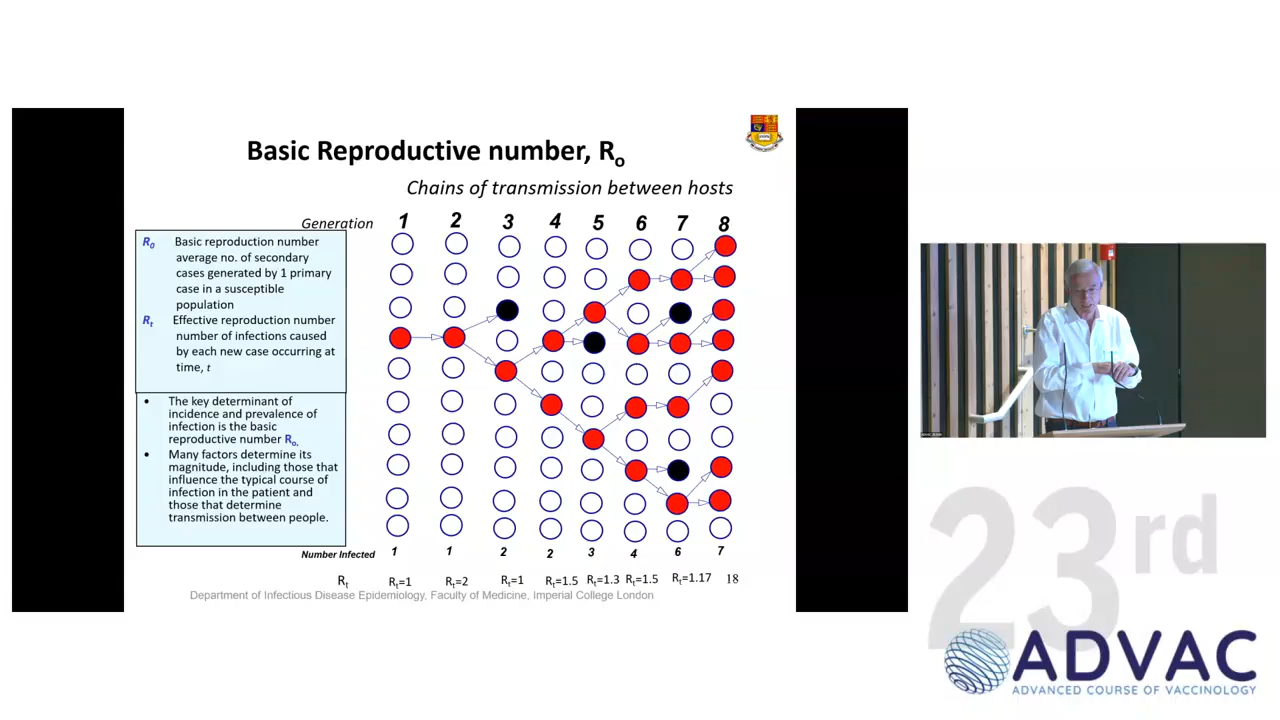 Basic Reproductive number, Ro
Chains of transmission between hosts
Generation 1 2 3 4 5 6 7 8
R0 Basic reproduction number
average no. of secondary
cases generated by 1 primary
case in a susceptible
population
Rt Effective reproduction number
number of infections caused
by each new case occurring at
time, t
• The key determinant of
incidence and prevalence of
infection is the basic
reproductive number Ro.
• Many factors determine its
magnitude, including those that
influence the typical course of
infection in the patient and
those that determine
transmission between people.
Number Infected 1 1 2 2 3 4 6 7
Rt Rt=1 Rt=2 Rt=1 Rt=1.5 Rt=1.3 Rt=1.5 Rt=1.17 18
Department of Infectious Disease Epidemiology, Faculty of Medicine, Imperial College London
23rd
ADVAC
ADVANCED COURSE OF VACCINOLOGY